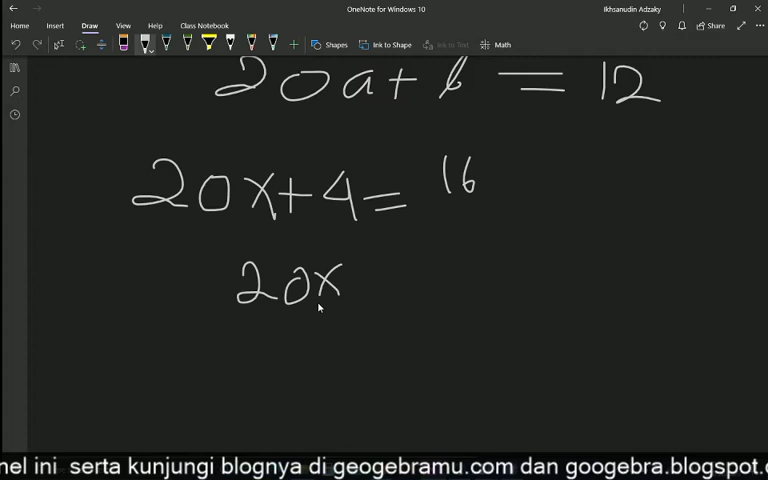 OneNote for Windows 10
Ikhsanudin Adzaky
Home Insert Draw View Help Class Notebook
Share
Shapes Ink to Shape Ink to Text Math
20a+b = 12
20x+4= 16
20x
nel ini serta kunjungi blognya di geogebramu.com dan googebra.blogspot.c